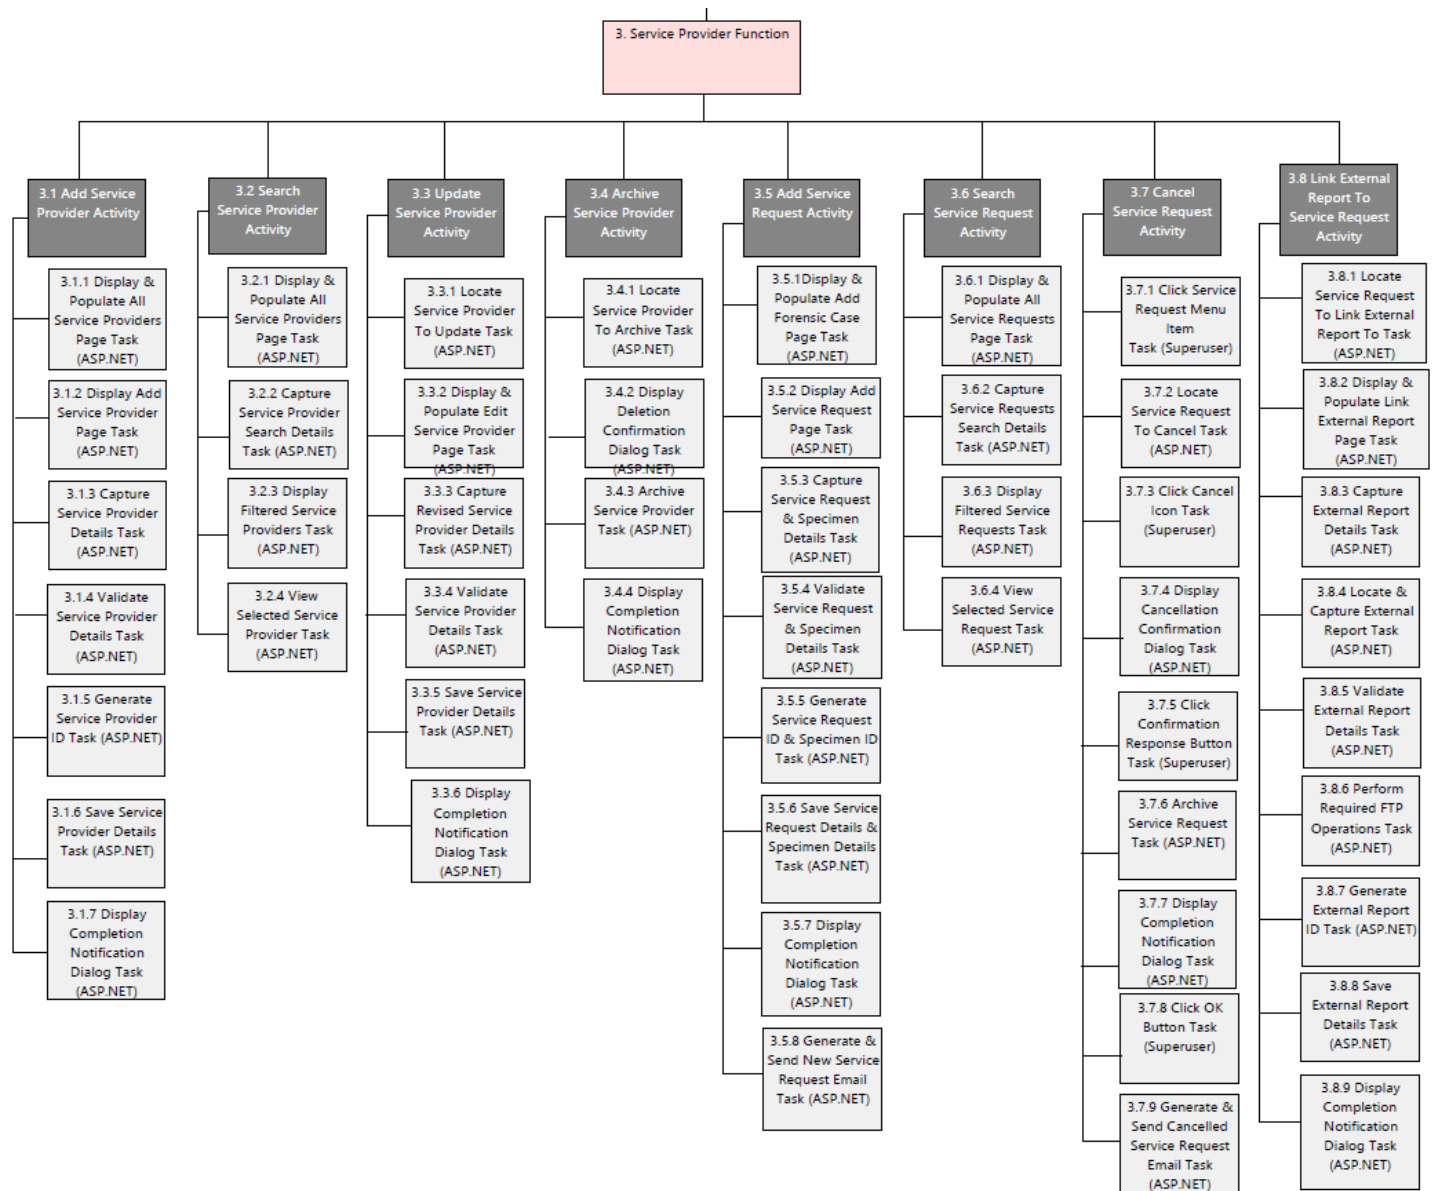 3. Service Provider Function
3.1 Add Service
Provider Activity
3.1.1 Display &
Populate All
Service Providers
Page Task
(ASP.NET)
3.1.2 Display Add
Service Provider
Page Task
(ASP.NET)
3.1.3 Capture
Service Provider
Details Task
(ASP.NET)
3.1.4 Validate
Service Provider
Details Task
(ASP.NET)
3.1.5 Generate
Service Provider
ID Task (ASP.NET)
3.1.6 Save Service
Provider Details
Task (ASP.NET)
3.1.7 Display
Completion
Notification
Dialog Task
(ASP.NET)
3.2 Search
Service Provider
Activity
3.2.1 Display &
Populate All
Service Providers
Page Task
(ASP.NET)
3.2.2 Capture
Service Provider
Search Details
Task (ASP.NET)
3.2.3 Display
Filtered Service
Providers Task
(ASP.NET)
3.2.4 View
Selected Service
Provider Task
(ASP.NET)
3.3 Update
Service Provider
Activity
3.3.1 Locate
Service Provider
To Update Task
(ASP.NET)
3.3.2 Display &
Populate Edit
Service Provider
Page Task
(ASP.NET)
3.3.3 Capture
Revised Service
Provider Details
Task (ASP.NET)
3.3.4 Validate
Service Provider
Details Task
(ASP.NET)
3.3.5 Save Service
Provider Details
Task (ASP.NET)
3.3.6 Display
Completion
Notification
Dialog Task
(ASP.NET)
3.4 Archive
Service Provider
Activity
3.4.1 Locate
Service Provider
To Archive Task
(ASP.NET)
3.4.2 Display
Deletion
Confirmation
Dialog Task
(ASP.NET)
3.4.3 Archive
Service Provider
Task (ASP.NET)
3.4.4 Display
Completion
Notification
Dialog Task
(ASP.NET)
3.5 Add Service
Request Activity
3.5.1Display &
Populate Add
Forensic Case
Page Task
(ASP.NET)
3.5.2 Display Add
Service Request
Page Task
(ASP.NET)
3.5.3 Capture
Service Request
& Specimen
Details Task
(ASP.NET)
3.5.4 Validate
Service Request
& Specimen
Details Task
(ASP.NET)
3.5.5 Generate
Service Request
ID & Specimen ID
Task (ASP.NET)
3.5.6 Save Service
Request Details &
Specimen Details
Task (ASP.NET)
3.5.7 Display
Completion
Notification
Dialog Task
(ASP.NET)
3.5.8 Generate &
Send New Service
Request Email
Task (ASP.NET)
3.6 Search
Service Request
Activity
3.6.1 Display &
Populate All
Service Requests
Page Task
(ASP.NET)
3.6.2 Capture
Service Requests
Search Details
Task (ASP.NET)
3.6.3 Display
Filtered Service
Requests Task
(ASP.NET)
3.6.4 View
Selected Service
Request Task
(ASP.NET)
3.7 Cancel
Service Request
Activity
3.7.1 Click Service
Request Menu
Item
Task (Superuser)
3.7.2 Locate
Service Request
To Cancel Task
(ASP.NET)
3.7.3 Click Cancel
Icon Task
(Superuser)
3.7.4 Display
Cancellation
Confirmation
Dialog Task
(ASP.NET)
3.7.5 Click
Confirmation
Response Button
Task (Superuser)
3.7.6 Archive
Service Request
Task (ASP.NET)
3.7.7 Display
Completion
Notification
Dialog Task
(ASP.NET)
3.7.8 Click OK
Button Task
(Superuser)
3.7.9 Generate &
Send Cancelled
Service Request
Email Task
(ASP.NET)
3.8 Link External
Report To
Service Request
Activity
3.8.1 Locate
Service Request
To Link External
Report To Task
(ASP.NET)
3.8.2 Display &
Populate Link
External Report
Page Task
(ASP.NET)
3.8.3 Capture
External Report
Details Task
(ASP.NET)
3.8.4 Locate &
Capture External
Report Task
(ASP.NET)
3.8.5 Validate
External Report
Details Task
(ASP.NET)
3.8.6 Perform
Required FTP
Operations Task
(ASP.NET)
3.8.7 Generate
External Report
ID Task (ASP.NET)
3.8.8 Save
External Report
Details Task
(ASP.NET)
3.8.9 Display
Completion
Notification
Dialog Task
(ASP.NET)